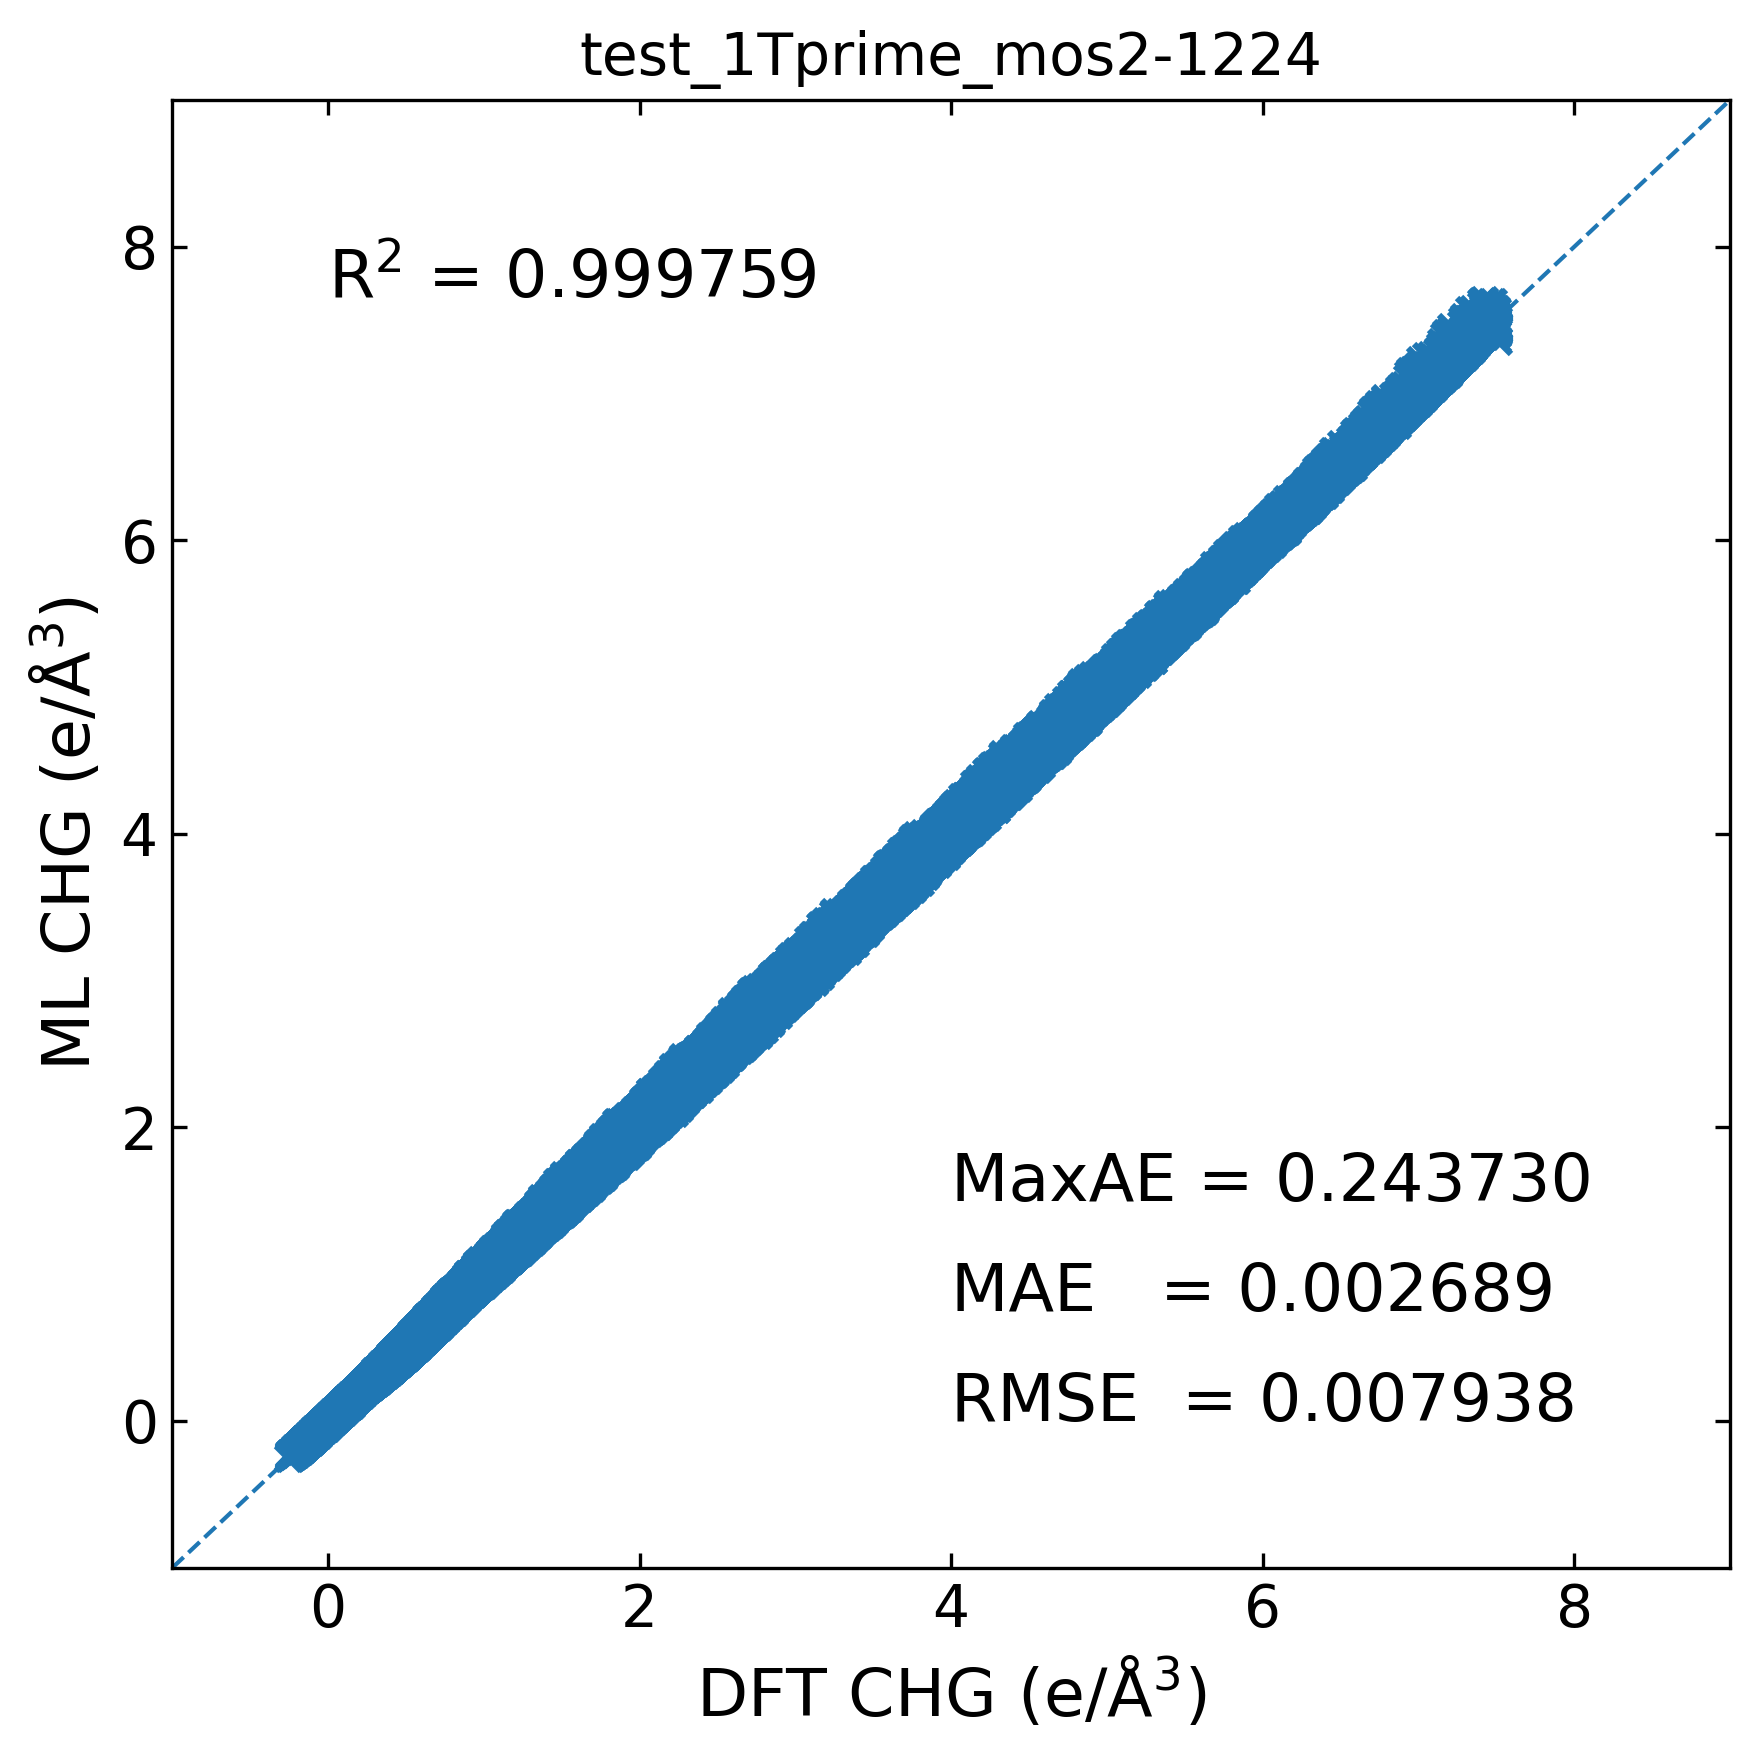 test_1Tprime_mos2-1224
R² = 0.999759
8
6
4
2
0
ML CHG (e/Å³)
MaxAE = 0.243730
MAE = 0.002689
RMSE = 0.007938
0 2 4 6 8
DFT CHG (e/Å³)